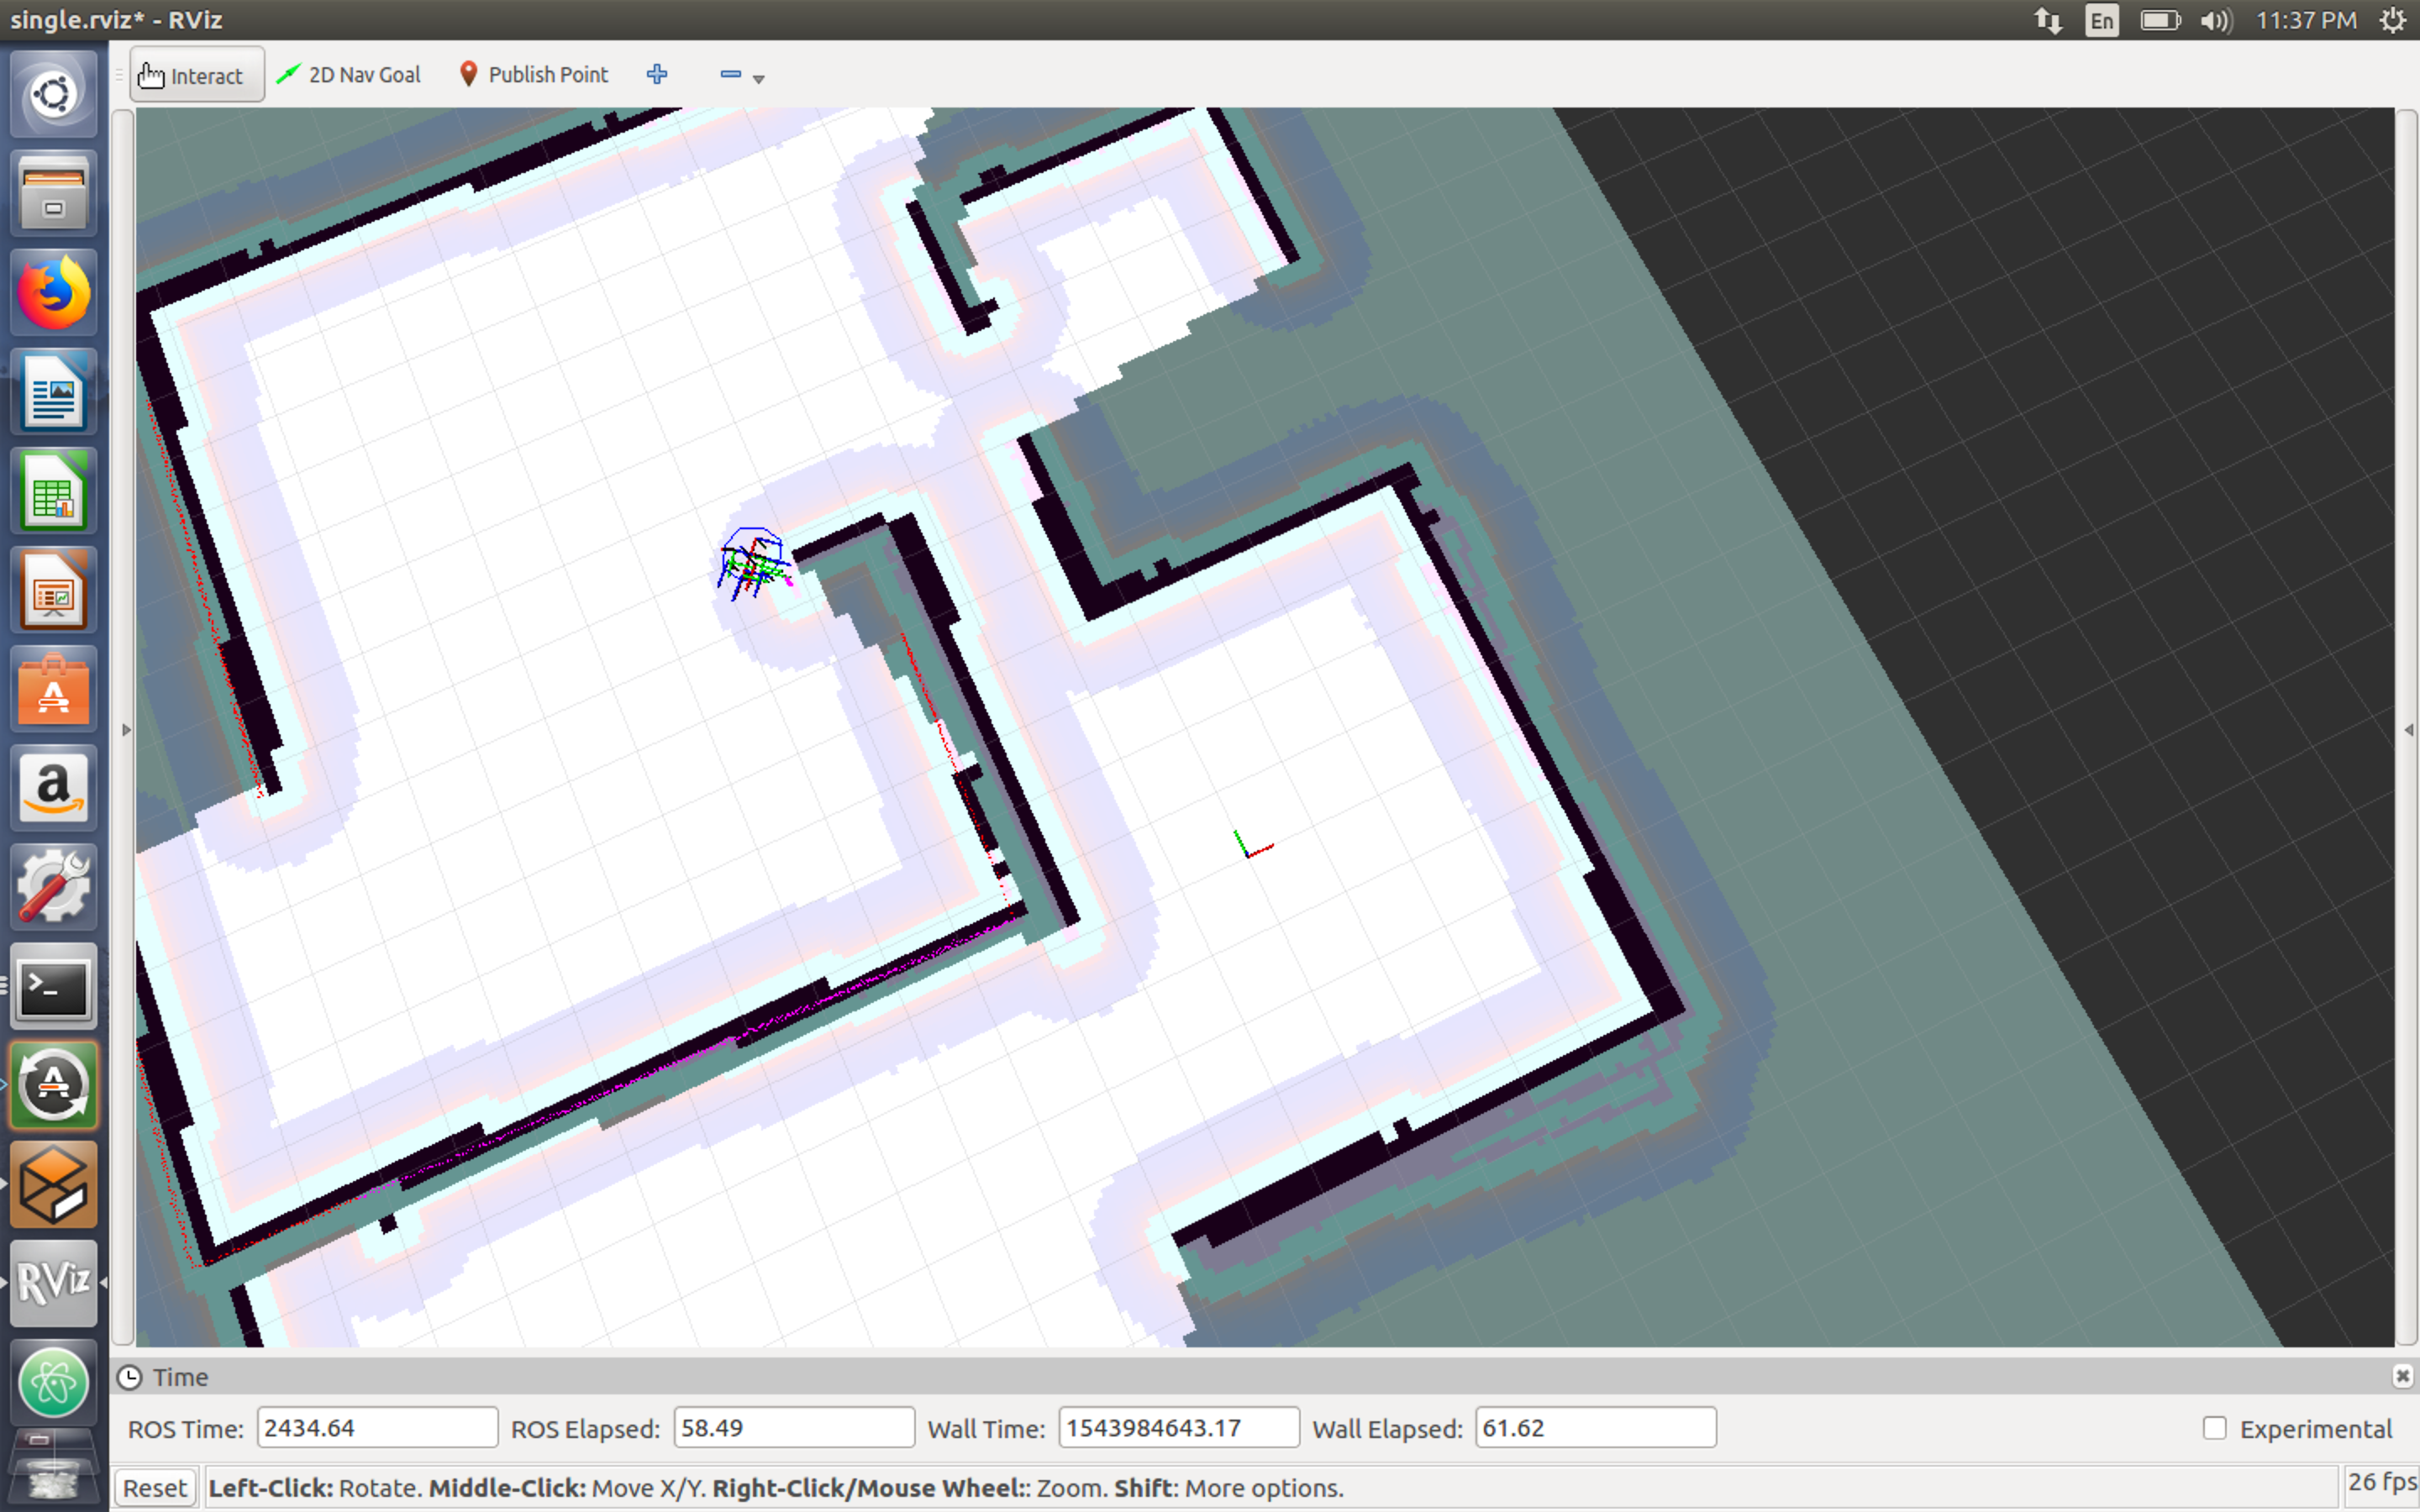 single.rviz* - RViz
En
11:37 PM
Interact
2D Nav Goal
Publish Point
RViz
Time
ROS Time: 2434.64
ROS Elapsed: 58.49
Wall Time: 1543984643.17
Wall Elapsed: 61.62
Experimental
Reset
Left-Click: Rotate. Middle-Click: Move X/Y. Right-Click/Mouse Wheel:: Zoom. Shift: More options.
26 fps